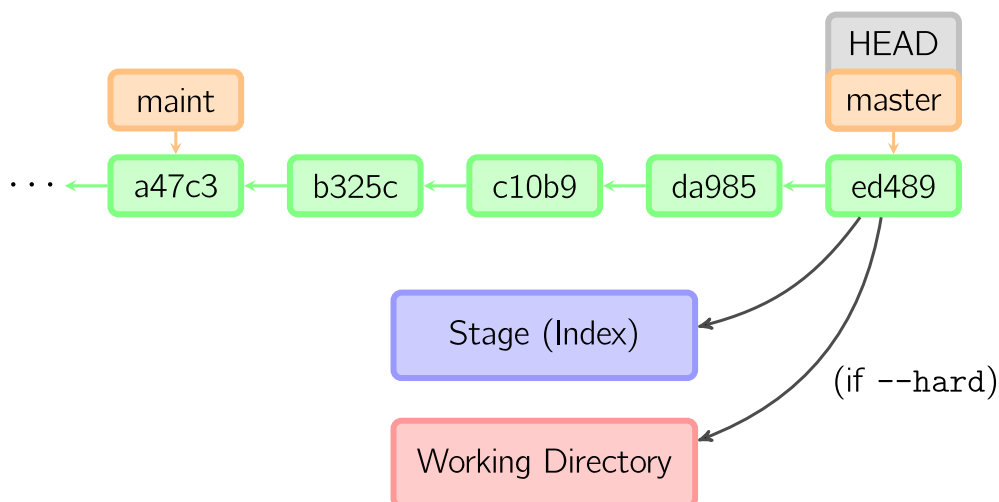 HEAD
maint
master
... a47c3 b325c c10b9 da985 ed489
Stage (Index)
(if --hard)
Working Directory